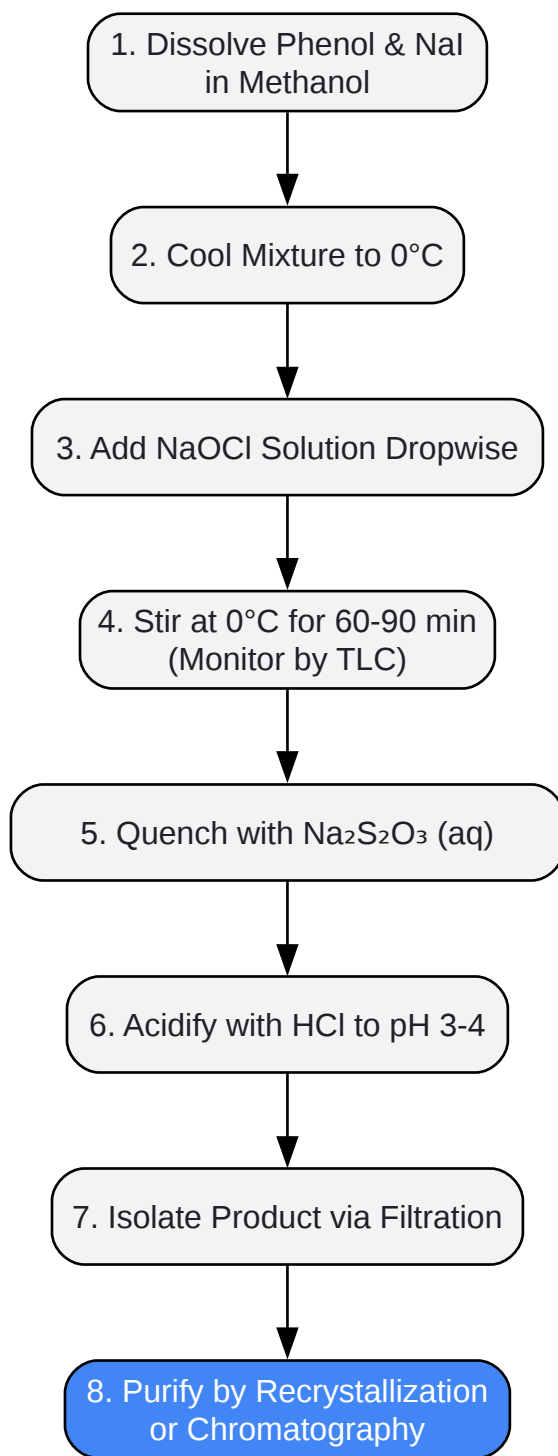 1. Dissolve Phenol & NaI
in Methanol
2. Cool Mixture to 0°C
3. Add NaOCl Solution Dropwise
4. Stir at 0°C for 60-90 min
(Monitor by TLC)
5. Quench with Na₂S₂O₃ (aq)
6. Acidify with HCl to pH 3-4
7. Isolate Product via Filtration
8. Purify by Recrystallization
or Chromatography